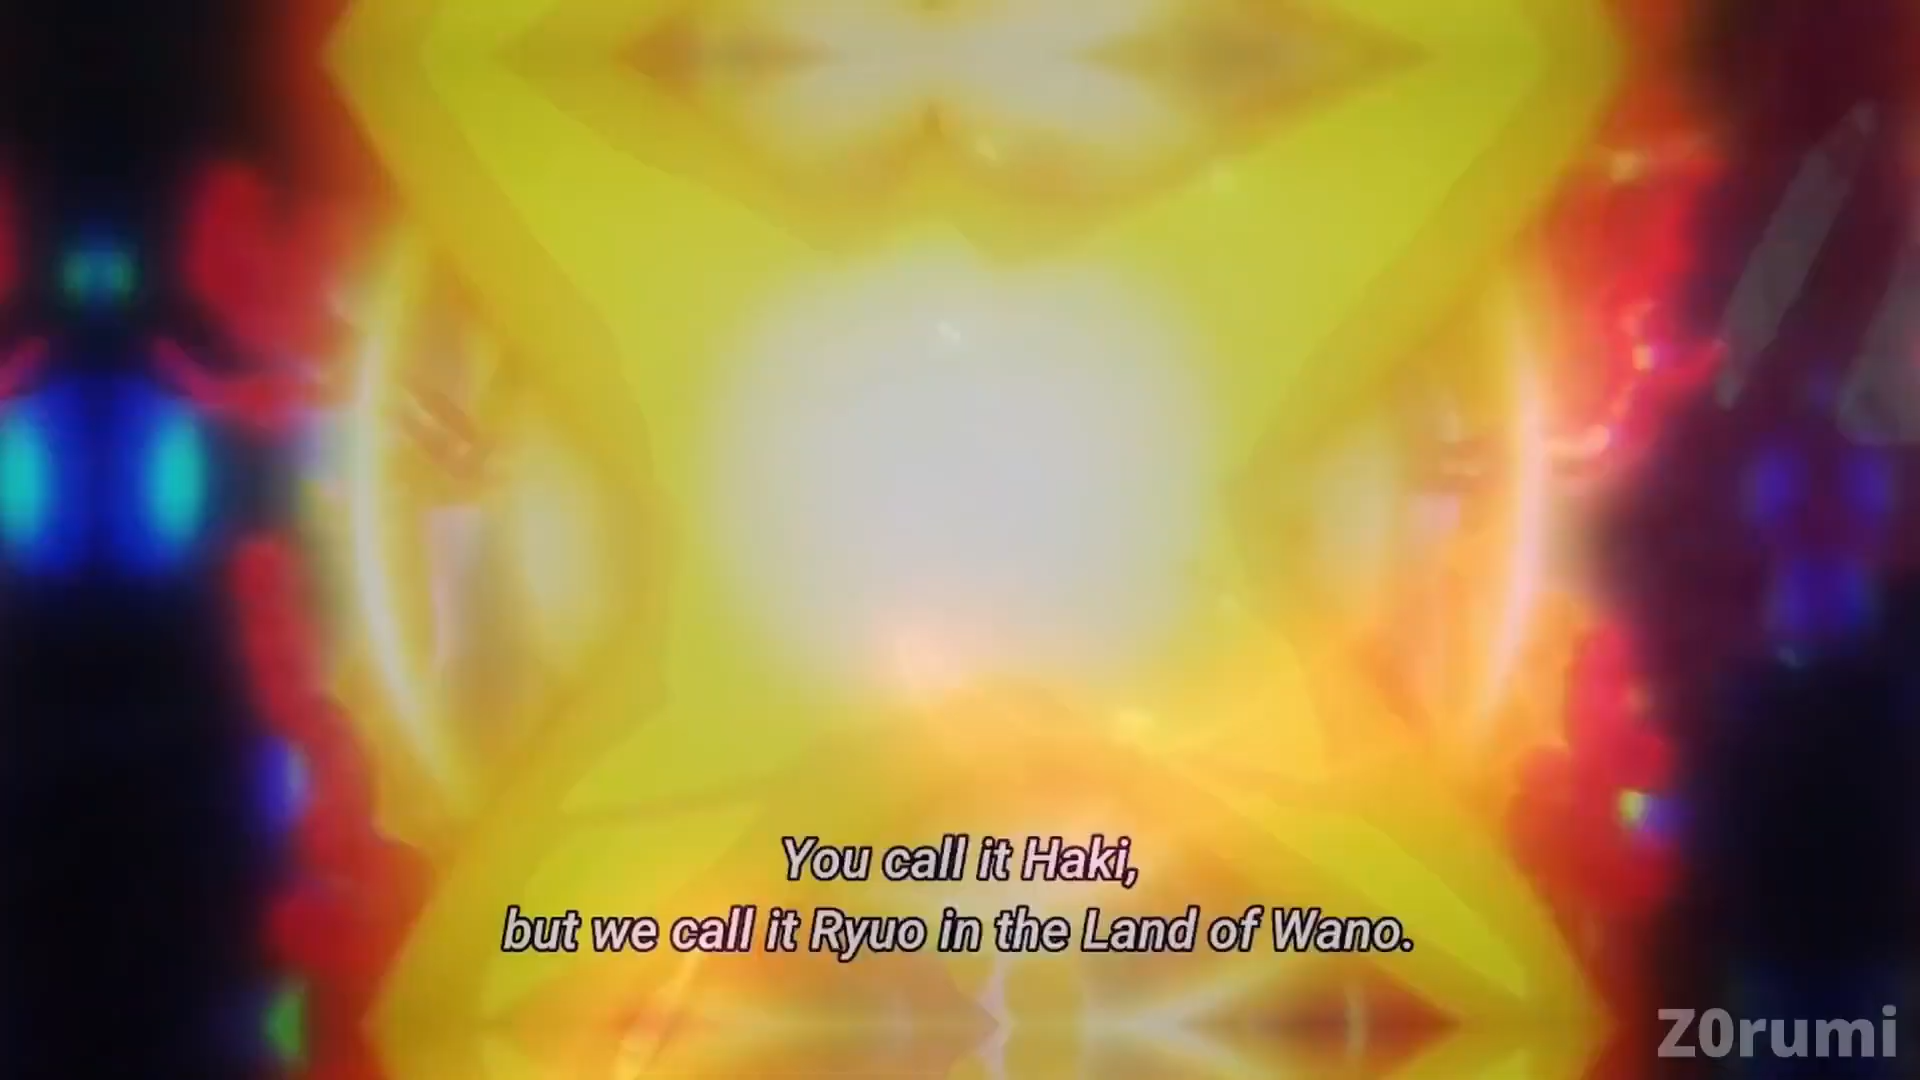 You call it Haki,
but we call it Ryuo in the Land of Wano.
Z0rumi